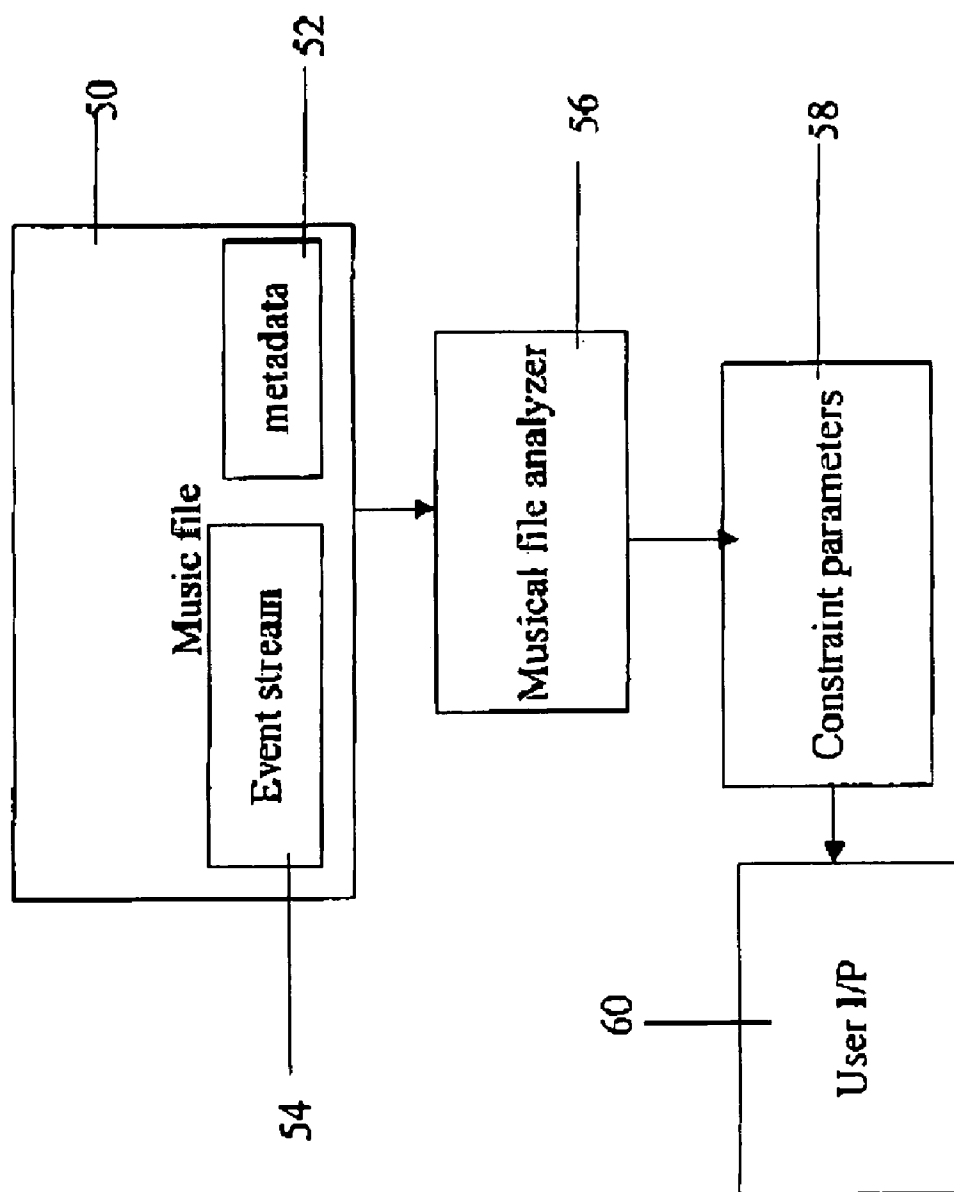 50
52
Music file
Event stream
metadata
54
56
Musical file analyzer
58
Constraint parameters
60
User I/P